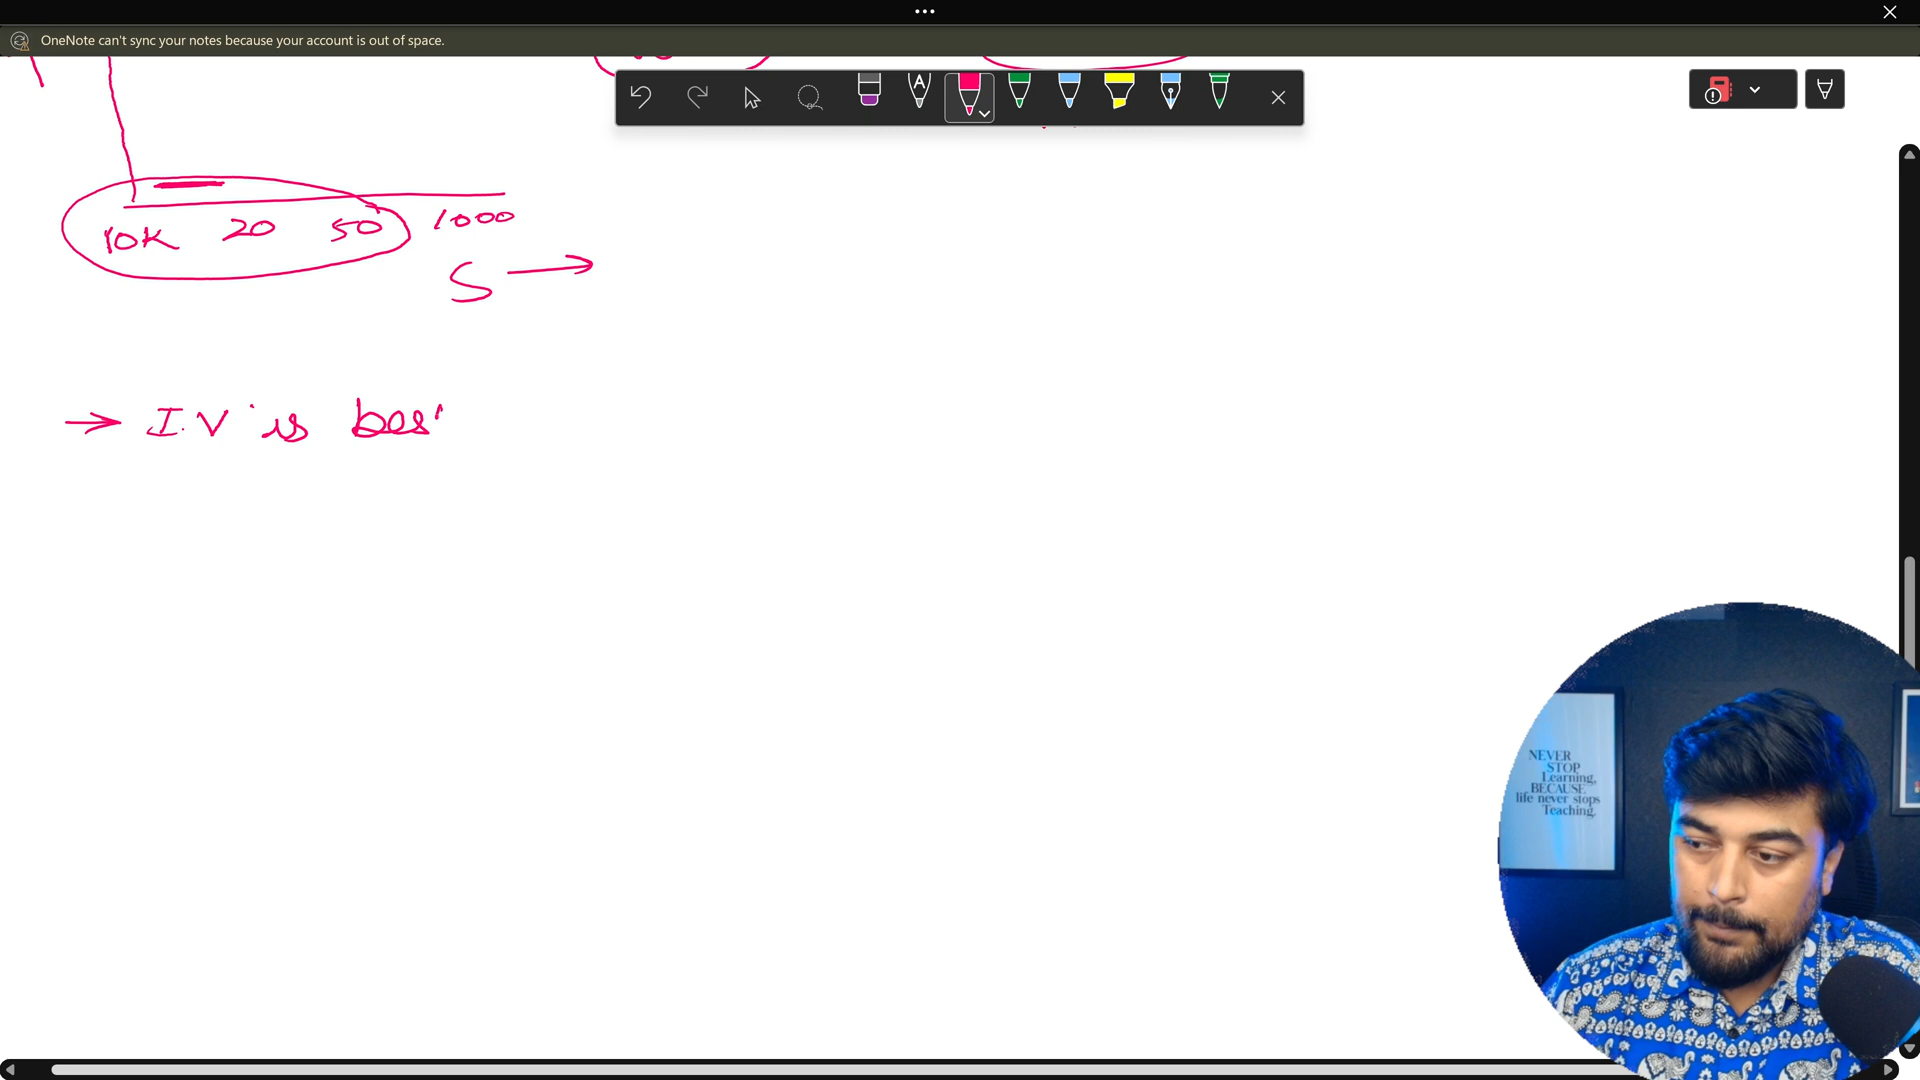 OneNote can't sync your notes because your account is out of space.
A
10K 20 50 1000
S →
→ I.V is bas
NEVER
STOP
Learning,
BECAUSE
life never stops
Teaching.